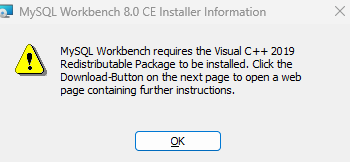 MySQL Workbench 8.0 CE Installer Information
MySQL Workbench requires the Visual C++ 2019
Redistributable Package to be installed. Click the
Download-Button on the next page to open a web
page containing further instructions.
OK